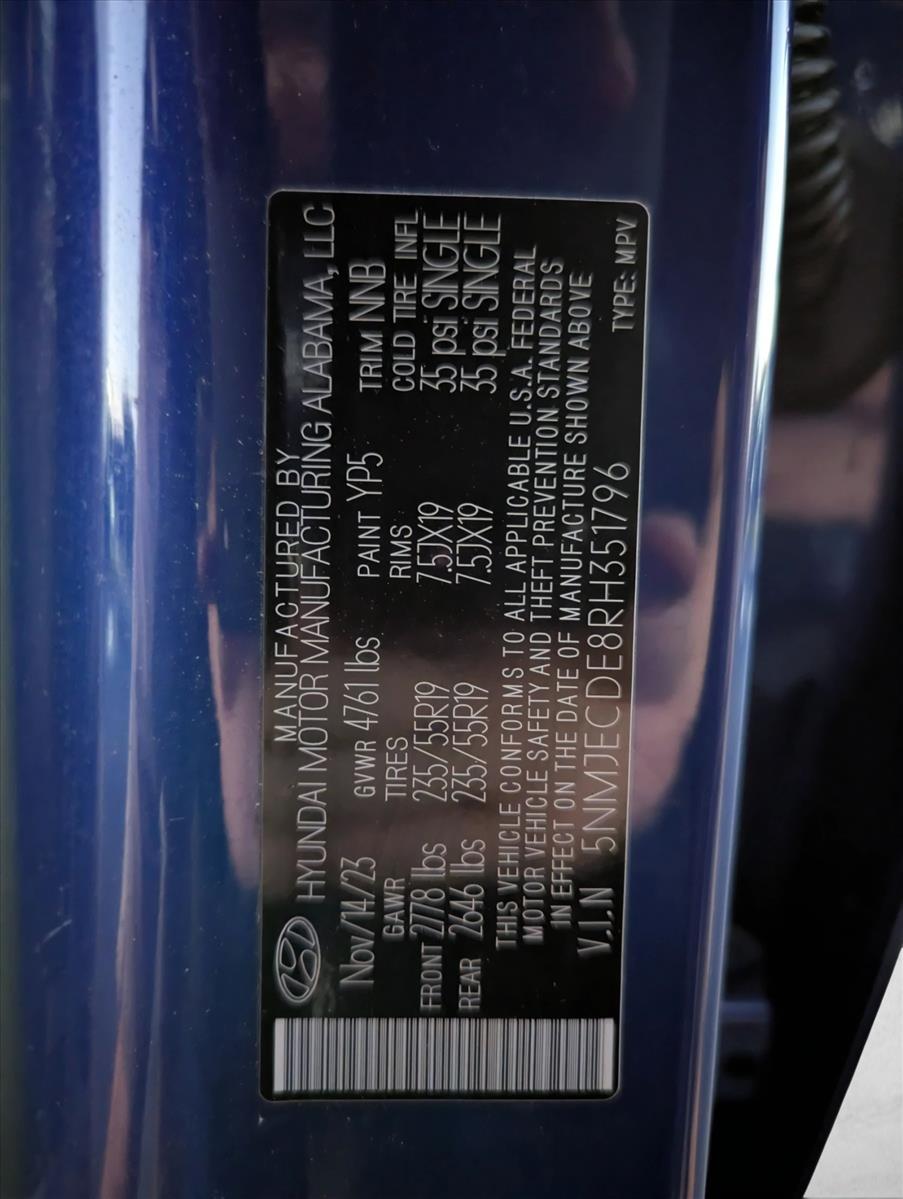 MANUFACTURED BY
HYUNDAI MOTOR MANUFACTURING ALABAMA, LLC
Nov/14/23 GVWR 4761 lbs PAINT YP5 TRIM NNB
GAWR TIRES RIMS COLD TIRE INFL
FRONT 2778 lbs 235/55R19 7.5JX19 35 psi SINGLE
REAR 2646 lbs 235/55R19 7.5JX19 35 psi SINGLE
THIS VEHICLE CONFORMS TO ALL APPLICABLE U.S.A. FEDERAL
MOTOR VEHICLE SAFETY AND THEFT PREVENTION STANDARDS
IN EFFECT ON THE DATE OF MANUFACTURE SHOWN ABOVE
V.I.N 5NMJECDE8RH351796
TYPE: MPV